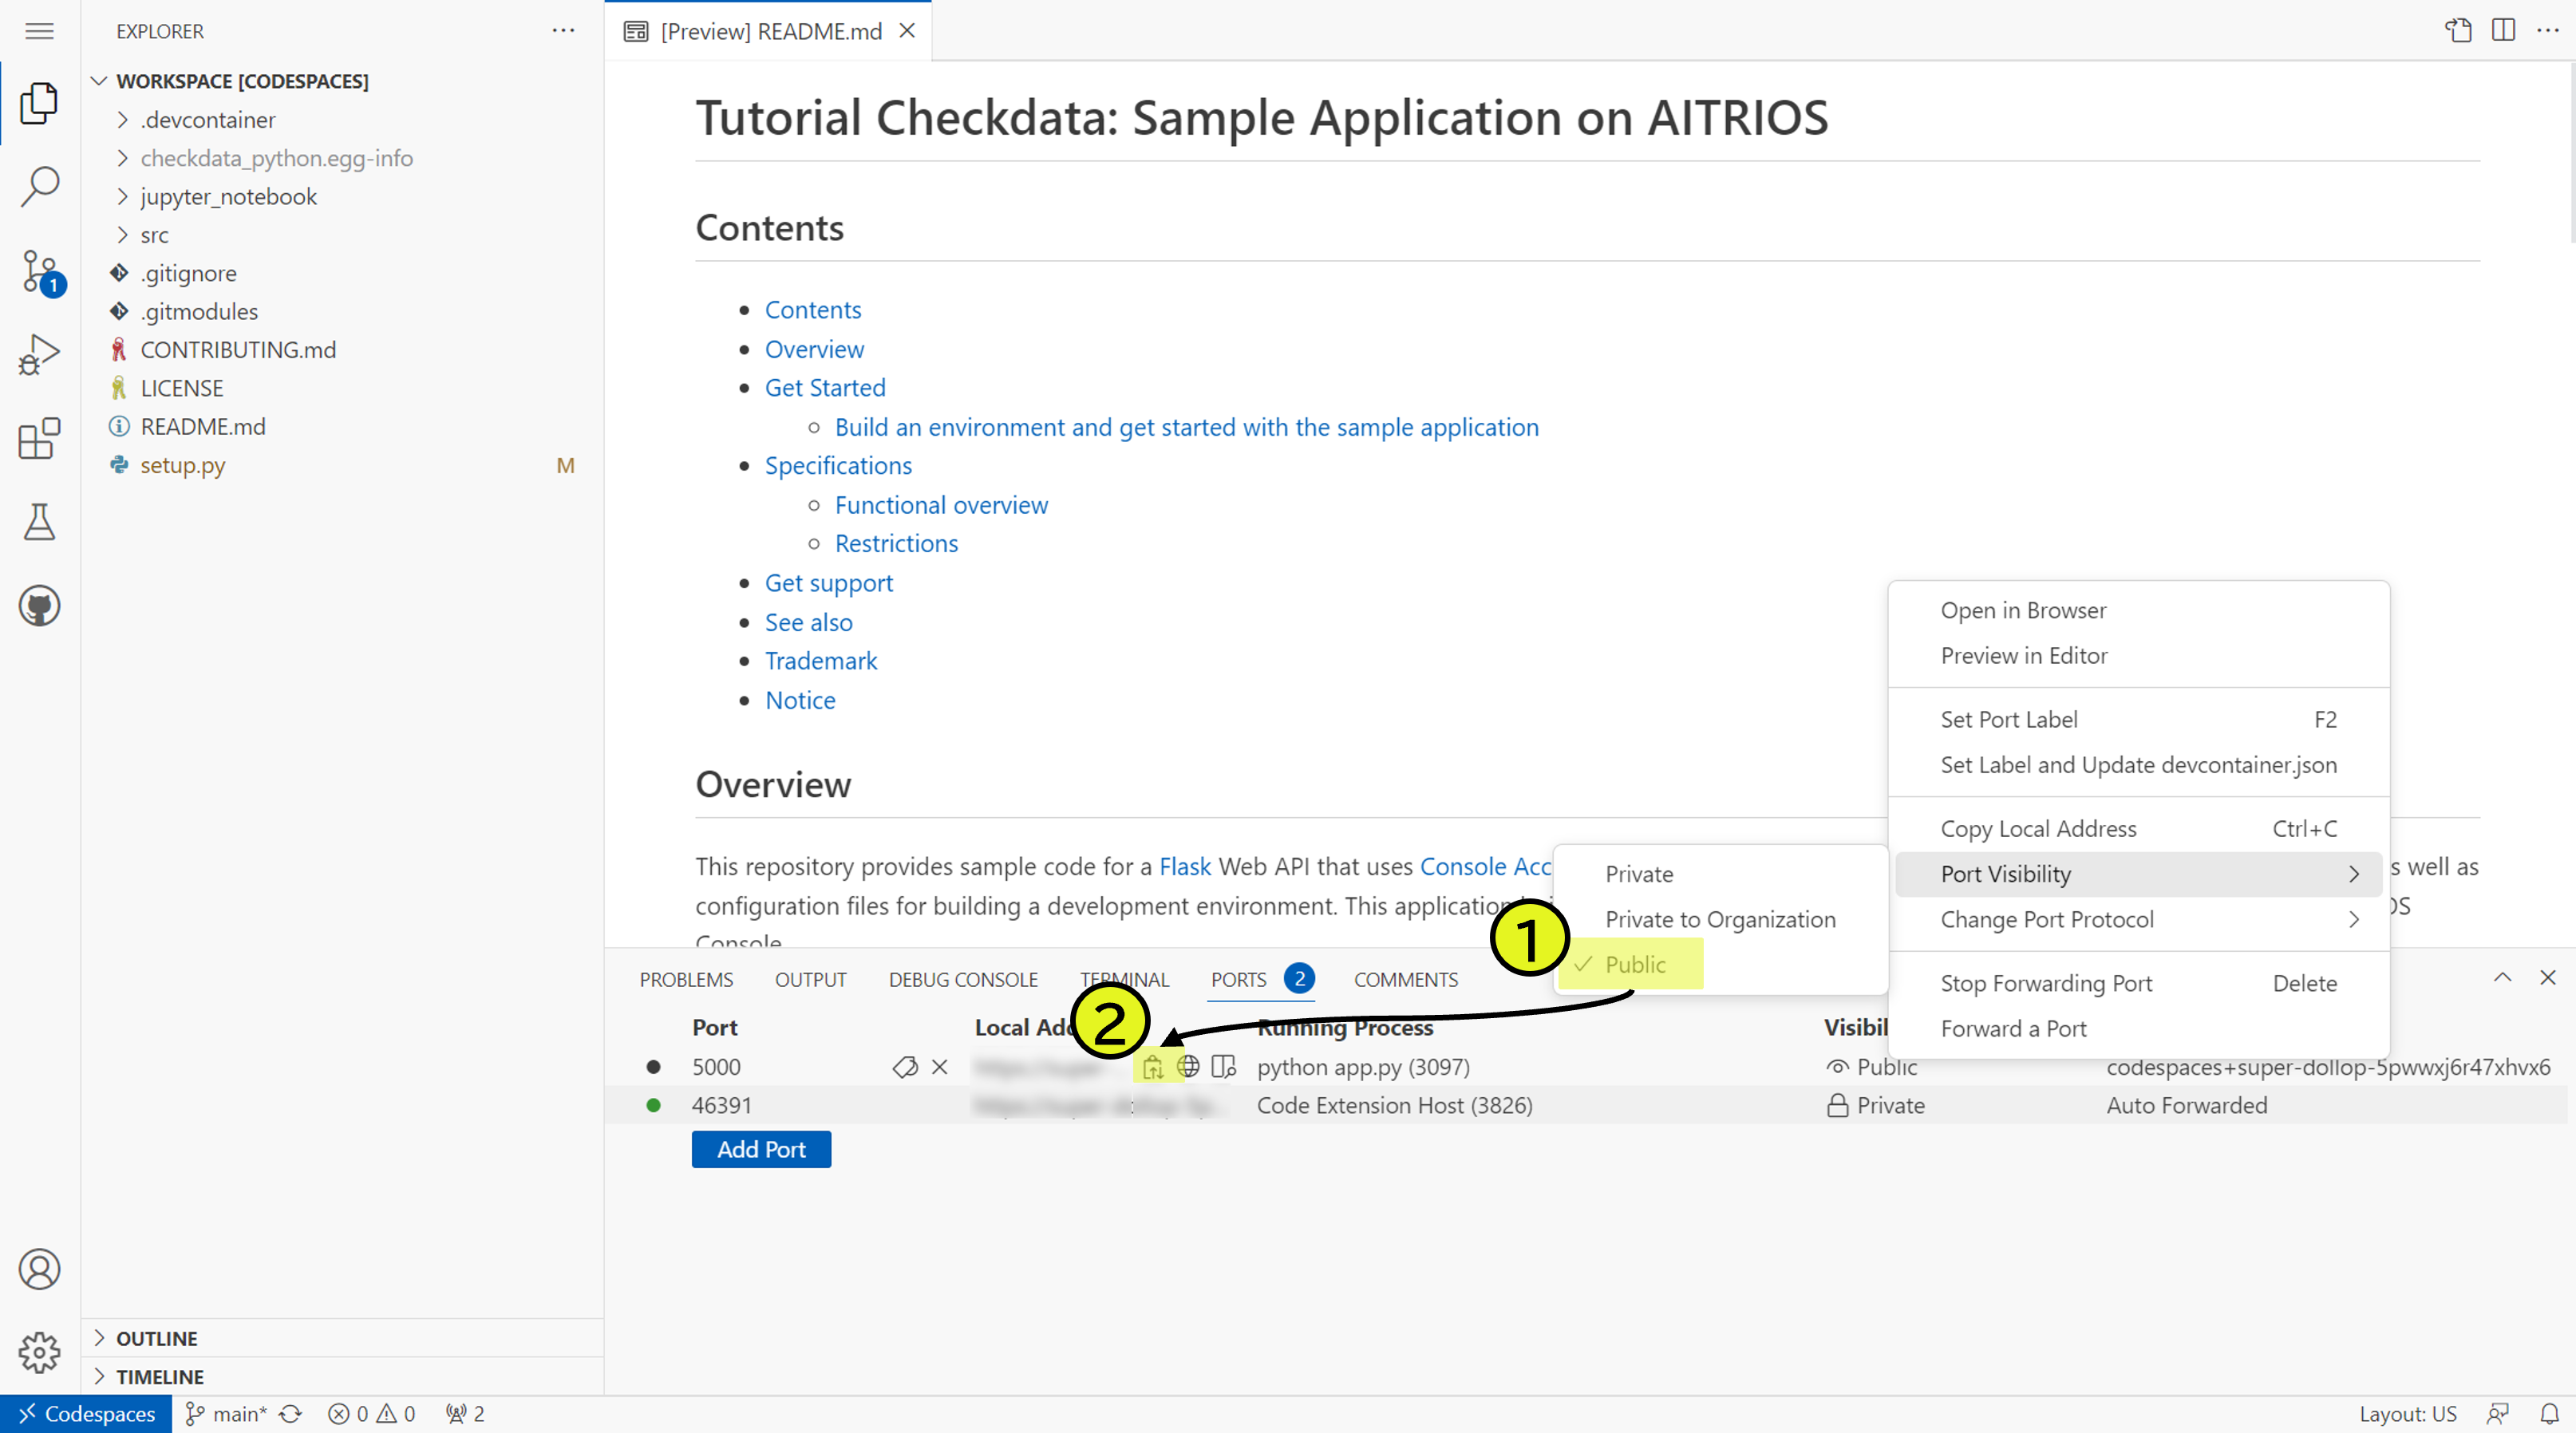 EXPLORER
WORKSPACE [CODESPACES]
.devcontainer
checkdata_python.egg-info
jupyter_notebook
src
.gitignore
.gitmodules
CONTRIBUTING.md
LICENSE
README.md
setup.py M
1
OUTLINE
TIMELINE
[Preview] README.md
Tutorial Checkdata: Sample Application on AITRIOS
Contents
Contents
Overview
Get Started
Build an environment and get started with the sample application
Specifications
Functional overview
Restrictions
Get support
See also
Trademark
Notice
Overview
This repository provides sample code for a Flask Web API that uses Console Acc s well as
configuration files for building a development environment. This application
Console
Open in Browser
Preview in Editor
Set Port Label F2
Set Label and Update devcontainer.json
Copy Local Address Ctrl+C
Port Visibility
Change Port Protocol
Stop Forwarding Port Delete
Forward a Port
Private
Private to Organization
Public
1
2
PROBLEMS OUTPUT DEBUG CONSOLE TERMINAL PORTS 2 COMMENTS
Port Local Add Running Process Visibil
5000 python app.py (3097) Public codespaces+super-dollop-5pwwxj6r47xhvx6
46391 Code Extension Host (3826) Private Auto Forwarded
Add Port
Codespaces main* 0 0 2 Layout: US